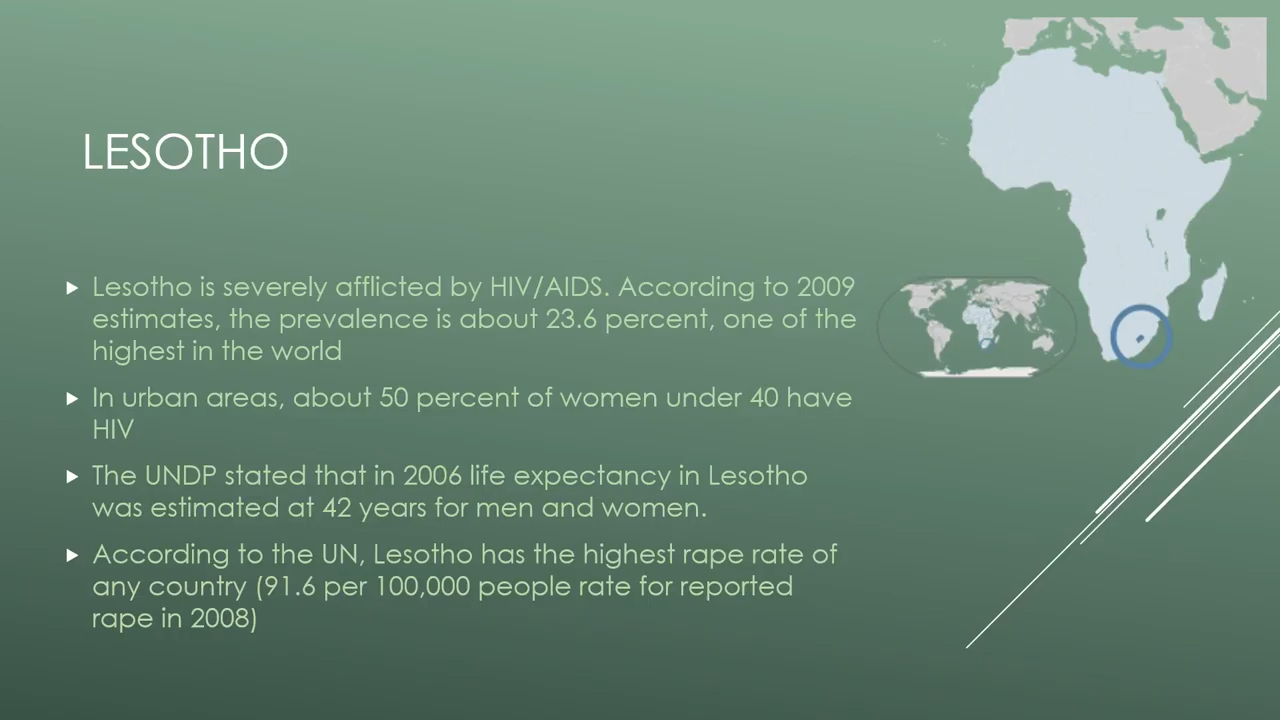 LESOTHO
Lesotho is severely afflicted by HIV/AIDS. According to 2009
estimates, the prevalence is about 23.6 percent, one of the
highest in the world
In urban areas, about 50 percent of women under 40 have
HIV
The UNDP stated that in 2006 life expectancy in Lesotho
was estimated at 42 years for men and women.
According to the UN, Lesotho has the highest rape rate of
any country (91.6 per 100,000 people rate for reported
rape in 2008)